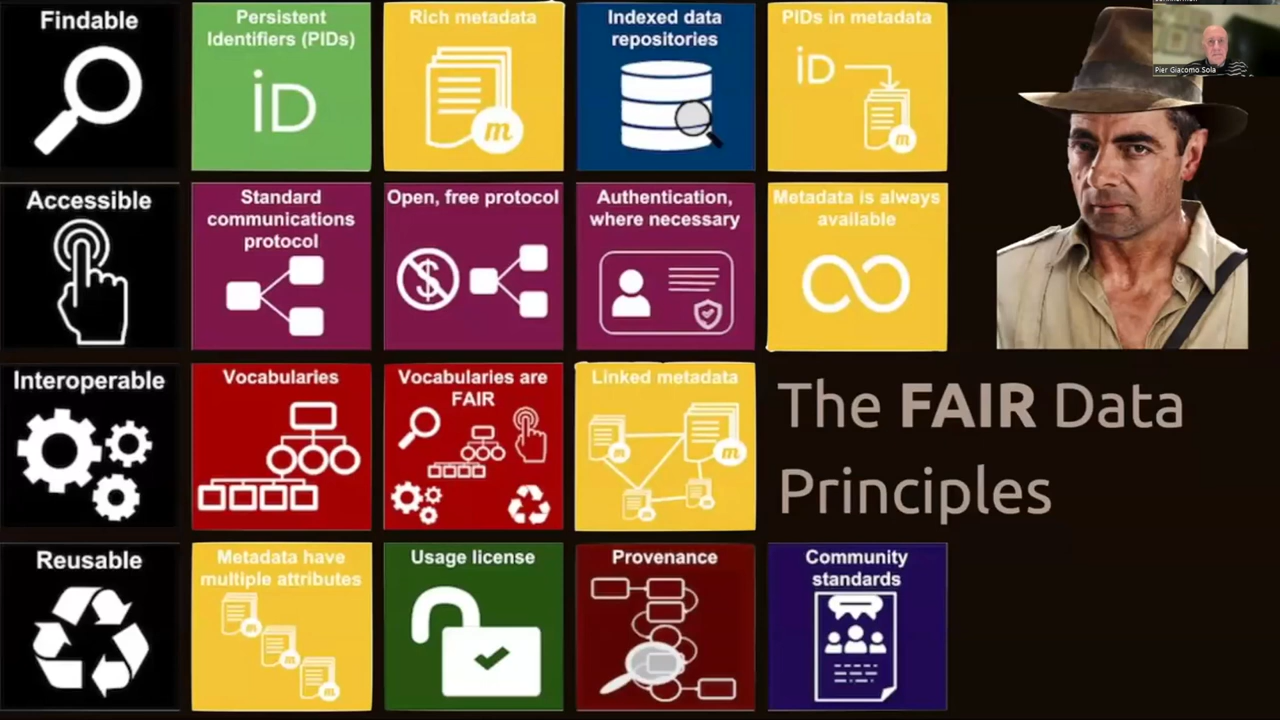 Findable
Persistent
Identifiers (PIDs)
iD
Rich metadata
m
Indexed data
repositories
PIDs in metadata
iD
m
Pier Giacomo Sola
Accessible
Standard
communications
protocol
Open, free protocol
$
Authentication,
where necessary
Metadata is always
available
Interoperable
Vocabularies
Vocabularies are
FAIR
Linked metadata
m
m
m
m
The FAIR Data
Principles
Reusable
Metadata have
multiple attributes
m
m
m
Usage license
Provenance
Community
standards